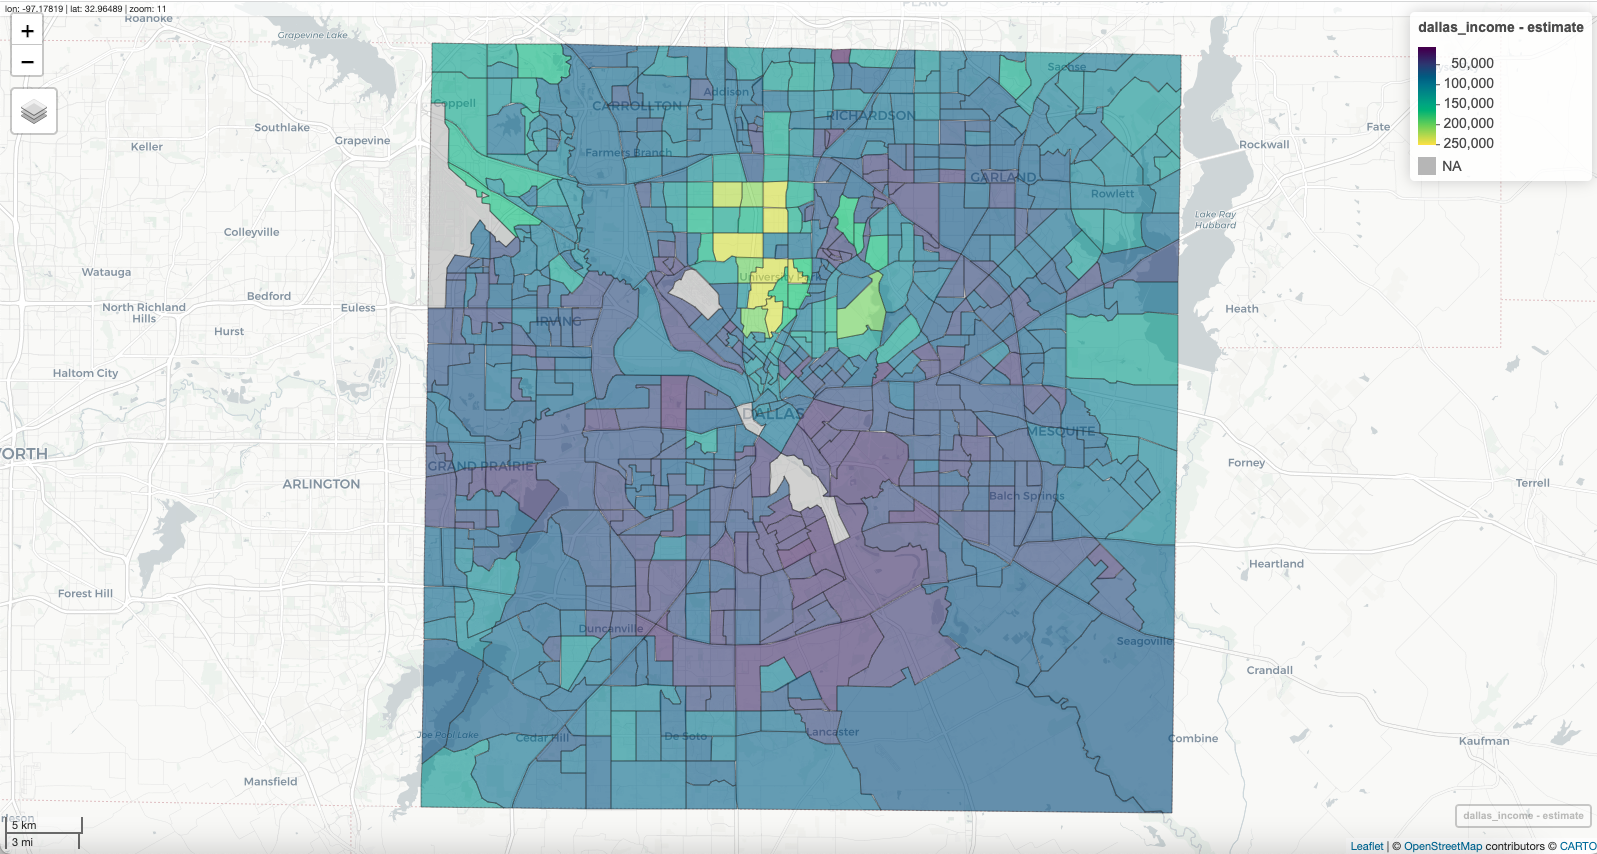 lon: -97.17819 | lat: 32.96489 | zoom: 11
PLANO
Roanoke
+
−
Grapevine Lake
dallas_income - estimate
50,000
100,000
150,000
200,000
250,000
NA
Sachse
Addison
Coppell
CARROLLTON
RICHARDSON
Southlake
Fate
Keller
Grapevine
Farmers Branch
Rockwall
GARLAND
Rowlett
Lake Ray
Hubbard
Colleyville
Watauga
University Park
Bedford
North Richland
Hills
Euless
Heath
IRVING
Hurst
Haltom City
DALLAS
MESQUITE
ORTH
GRAND PRAIRIE
Forney
ARLINGTON
Terrell
Balch Springs
Heartland
Forest Hill
Duncanville
Seagoville
Crandall
Joe Pool Lake
Cedar Hill
De Soto
Lancaster
Combine
Kaufman
Mansfield
dallas_income - estimate
5 km
3 mi
Leaflet | © OpenStreetMap contributors © CARTO